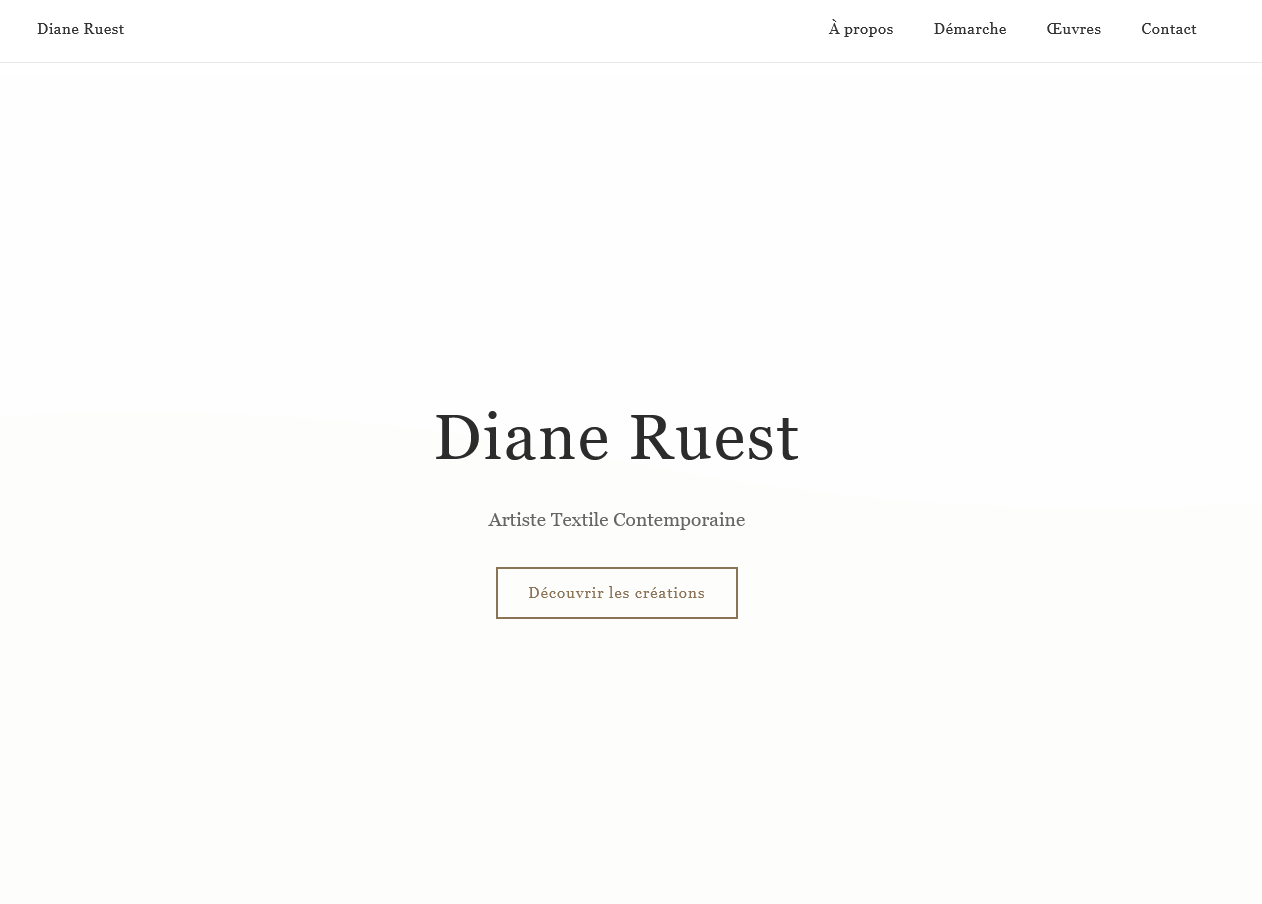 Diane Ruest
À propos
Démarche
Œuvres
Contact
Diane Ruest
Artiste Textile Contemporaine
Découvrir les créations